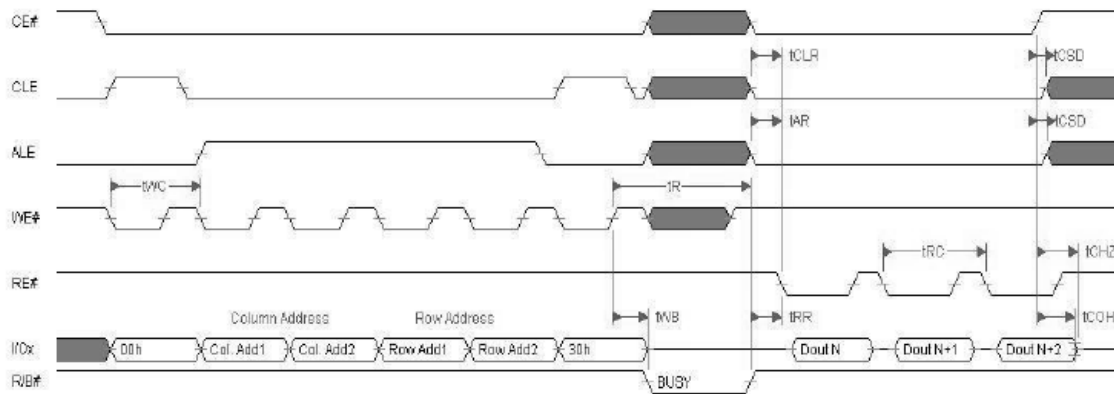 CE#
tCLR
tCSD
CLE
tAR
tCSD
ALE
tWC
tR
WE#
tRC
tCHZ
RE#
Column Address
Row Address
tWB
tRR
tCOH
I/Ox
00h
Col. Add1
Col. Add2
Row Add1
Row Add2
30h
Dout N
Dout N+1
Dout N+2
R/B#
BUSY